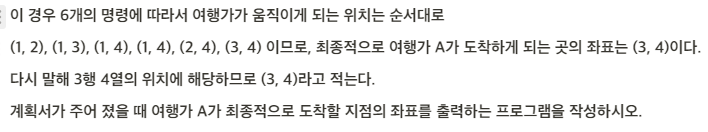 이 경우 6개의 명령에 따라서 여행가가 움직이게 되는 위치는 순서대로
(1, 2), (1, 3), (1, 4), (1, 4), (2, 4), (3, 4) 이므로, 최종적으로 여행가 A가 도착하게 되는 곳의 좌표는 (3, 4)이다.
다시 말해 3행 4열의 위치에 해당하므로 (3, 4)라고 적는다.
계획서가 주어 졌을 때 여행가 A가 최종적으로 도착할 지점의 좌표를 출력하는 프로그램을 작성하시오.